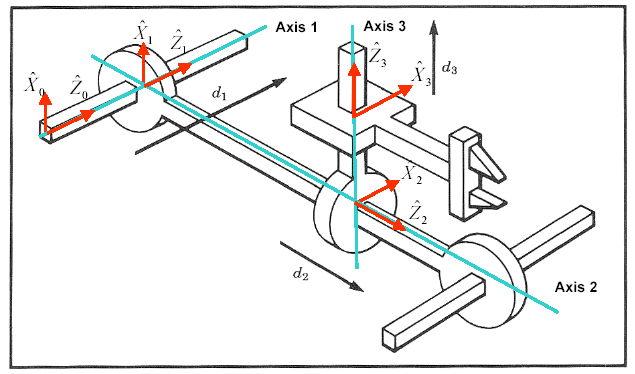 Axis 1
Axis 3
X̂₁
Ẑ₁
Ẑ₃
d₃
X̂₀
Ẑ₀
X̂₃
d₁
X̂₂
Ẑ₂
d₂
Axis 2